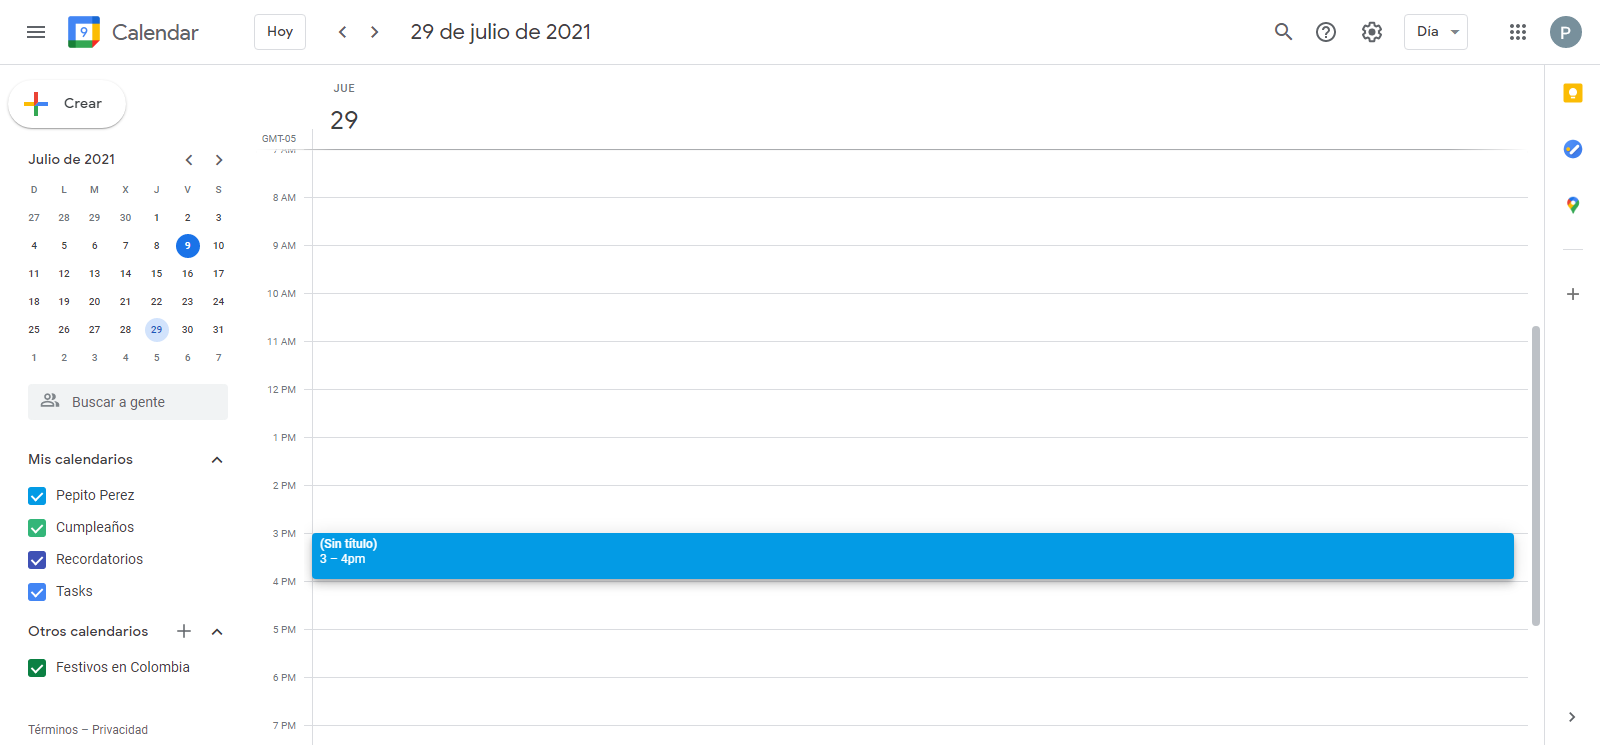 9 Calendar Hoy 29 de julio de 2021 Día P
Crear
JUE
29
GMT-05
Julio de 2021
D L M X J V S
27 28 29 30 1 2 3
4 5 6 7 8 9 10
11 12 13 14 15 16 17
18 19 20 21 22 23 24
25 26 27 28 29 30 31
1 2 3 4 5 6 7
Buscar a gente
Mis calendarios
Pepito Perez
Cumpleaños
Recordatorios
Tasks
Otros calendarios
Festivos en Colombia
Términos – Privacidad
7 AM
8 AM
9 AM
10 AM
11 AM
12 PM
1 PM
2 PM
3 PM
(Sin título)
3 – 4pm
4 PM
5 PM
6 PM
7 PM